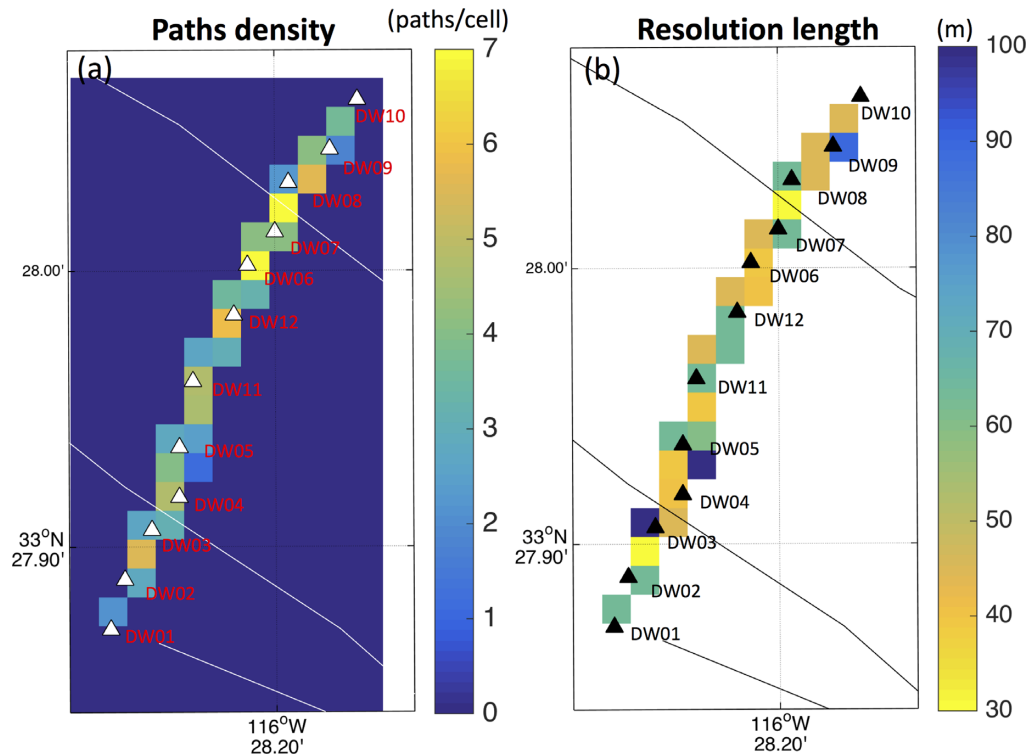 Paths density
(paths/cell)
(a)
7
6
5
4
3
2
1
0
DW10
DW09
DW08
DW07
DW06
DW12
DW11
DW05
DW04
DW03
DW02
DW01
28.00'
33°N
27.90'
116°W
28.20'
Resolution length
(m)
(b)
100
90
80
70
60
50
40
30
DW10
DW09
DW08
DW07
DW06
DW12
DW11
DW05
DW04
DW03
DW02
DW01
28.00'
33°N
27.90'
116°W
28.20'